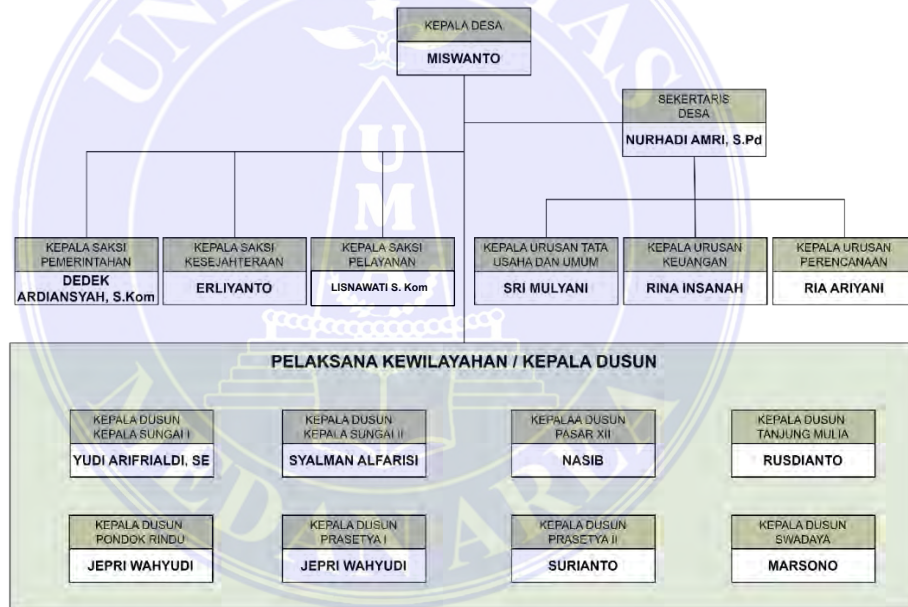 KEPALA DESA
MISWANTO
SEKERTARIS
DESA
NURHADI AMRI, S.Pd
KEPALA SAKSI
PEMERINTAHAN
DEDEK
ARDIANSYAH, S.Kom
KEPALA SAKSI
KESEJAHTERAAN
ERLIYANTO
KEPALA SAKSI
PELAYANAN
LISNAWATI S. Kom
KEPALA URUSAN TATA
USAHA DAN UMUM
SRI MULYANI
KEPALA URUSAN
KEUANGAN
RINA INSANAH
KEPALA URUSAN
PERENCANAAN
RIA ARIYANI
PELAKSANA KEWILAYAHAN / KEPALA DUSUN
KEPALA DUSUN
KEPALA SUNGAI I
YUDI ARIFRIALDI, SE
KEPALA DUSUN
KEPALA SUNGAI II
SYALMAN ALFARISI
KEPALAA DUSUN
PASAR XII
NASIB
KEPALA DUSUN
TANJUNG MULIA
RUSDIANTO
KEPALA DUSUN
PONDOK RINDU
JEPRI WAHYUDI
KEPALA DUSUN
PRASETYA I
JEPRI WAHYUDI
KEPALA DUSUN
PRASETYA II
SURIANTO
KEPALA DUSUN
SWADAYA
MARSONO
UMA
MEDAN AREA